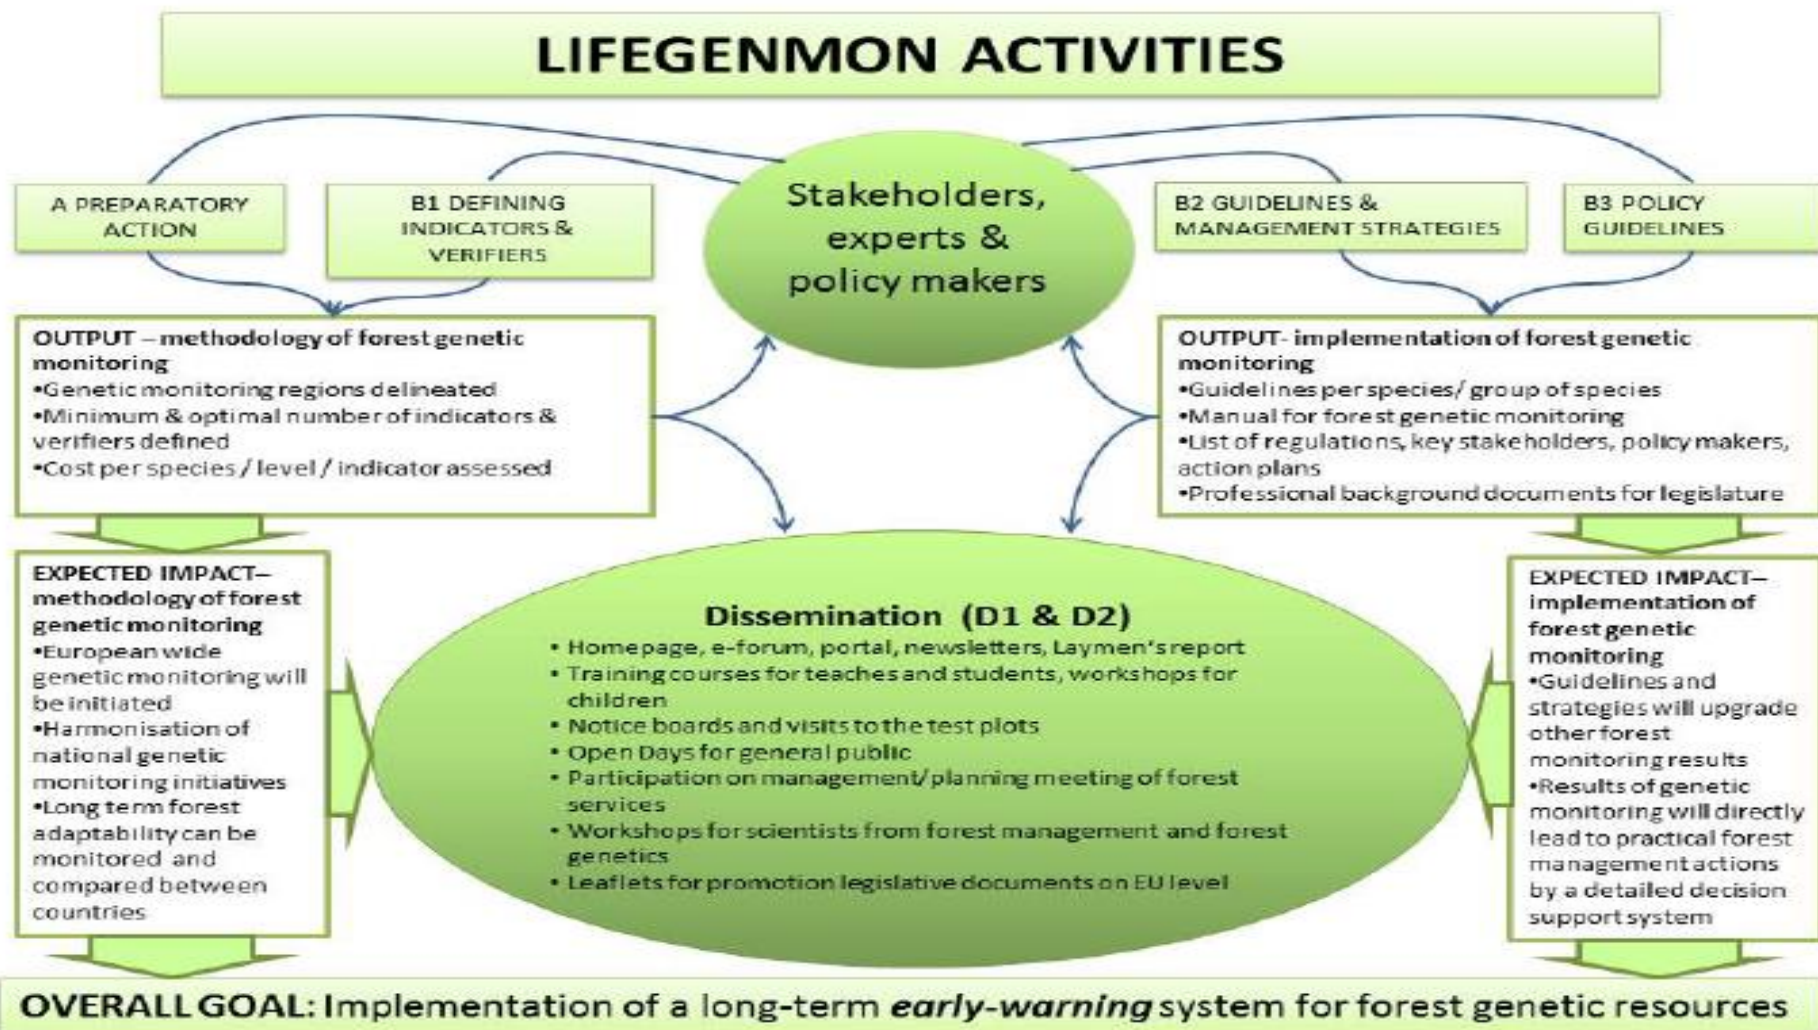 LIFEGENMON ACTIVITIES
A PREPARATORY
ACTION
B1 DEFINING
INDICATORS &
VERIFIERS
Stakeholders,
experts &
policy makers
B2 GUIDELINES &
MANAGEMENT STRATEGIES
B3 POLICY
GUIDELINES
OUTPUT – methodology of forest genetic
monitoring
•Genetic monitoring regions delineated
•Minimum & optimal number of indicators &
verifiers defined
•Cost per species / level / indicator assessed
OUTPUT- implementation of forest genetic
monitoring
•Guidelines per species/ group of species
•Manual for forest genetic monitoring
•List of regulations, key stakeholders, policy makers,
action plans
•Professional background documents for legislature
EXPECTED IMPACT–
methodology of forest
genetic monitoring
•European wide
genetic monitoring will
be initiated
•Harmonisation of
national genetic
monitoring initiatives
•Long term forest
adaptability can be
monitored and
compared between
countries
Dissemination (D1 & D2)
• Homepage, e-forum, portal, newsletters, Laymen's report
• Training courses for teaches and students, workshops for
children
• Notice boards and visits to the test plots
• Open Days for general public
• Participation on management/planning meeting of forest
services
• Workshops for scientists from forest management and forest
genetics
• Leaflets for promotion legislative documents on EU level
EXPECTED IMPACT–
implementation of
forest genetic
monitoring
•Guidelines and
strategies will upgrade
other forest
monitoring results
•Results of genetic
monitoring will directly
lead to practical forest
management actions
by a detailed decision
support system
OVERALL GOAL: Implementation of a long-term early-warning system for forest genetic resources